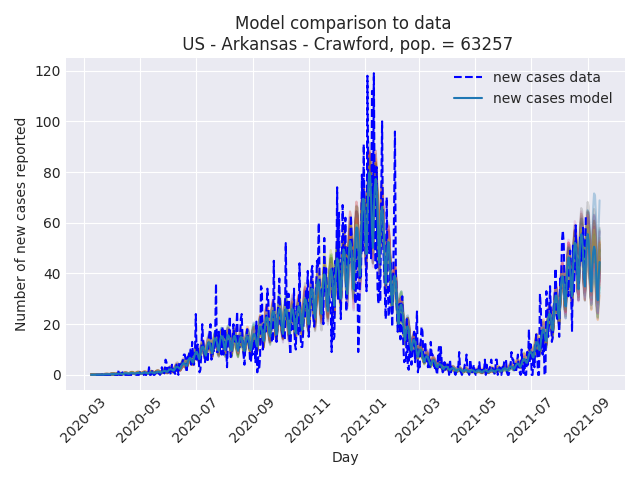 Model comparison to data
US - Arkansas - Crawford, pop. = 63257
120
100
80
60
40
20
0
Number of new cases reported
new cases data
new cases model
2020-03
2020-05
2020-07
2020-09
2020-11
2021-01
2021-03
2021-05
2021-07
2021-09
Day